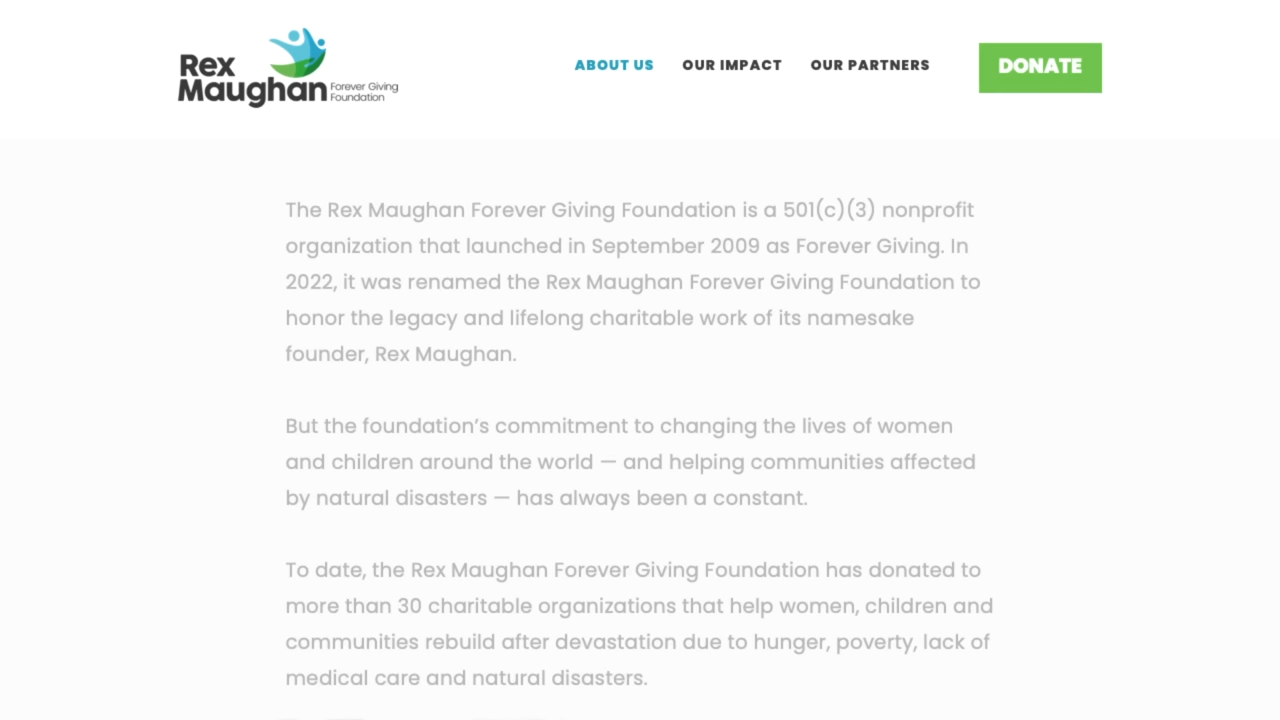 Rex
Maughan
Forever Giving
Foundation
ABOUT US
OUR IMPACT
OUR PARTNERS
DONATE
The Rex Maughan Forever Giving Foundation is a 501(c)(3) nonprofit
organization that launched in September 2009 as Forever Giving. In
2022, it was renamed the Rex Maughan Forever Giving Foundation to
honor the legacy and lifelong charitable work of its namesake
founder, Rex Maughan.
But the foundation’s commitment to changing the lives of women
and children around the world — and helping communities affected
by natural disasters — has always been a constant.
To date, the Rex Maughan Forever Giving Foundation has donated to
more than 30 charitable organizations that help women, children and
communities rebuild after devastation due to hunger, poverty, lack of
medical care and natural disasters.